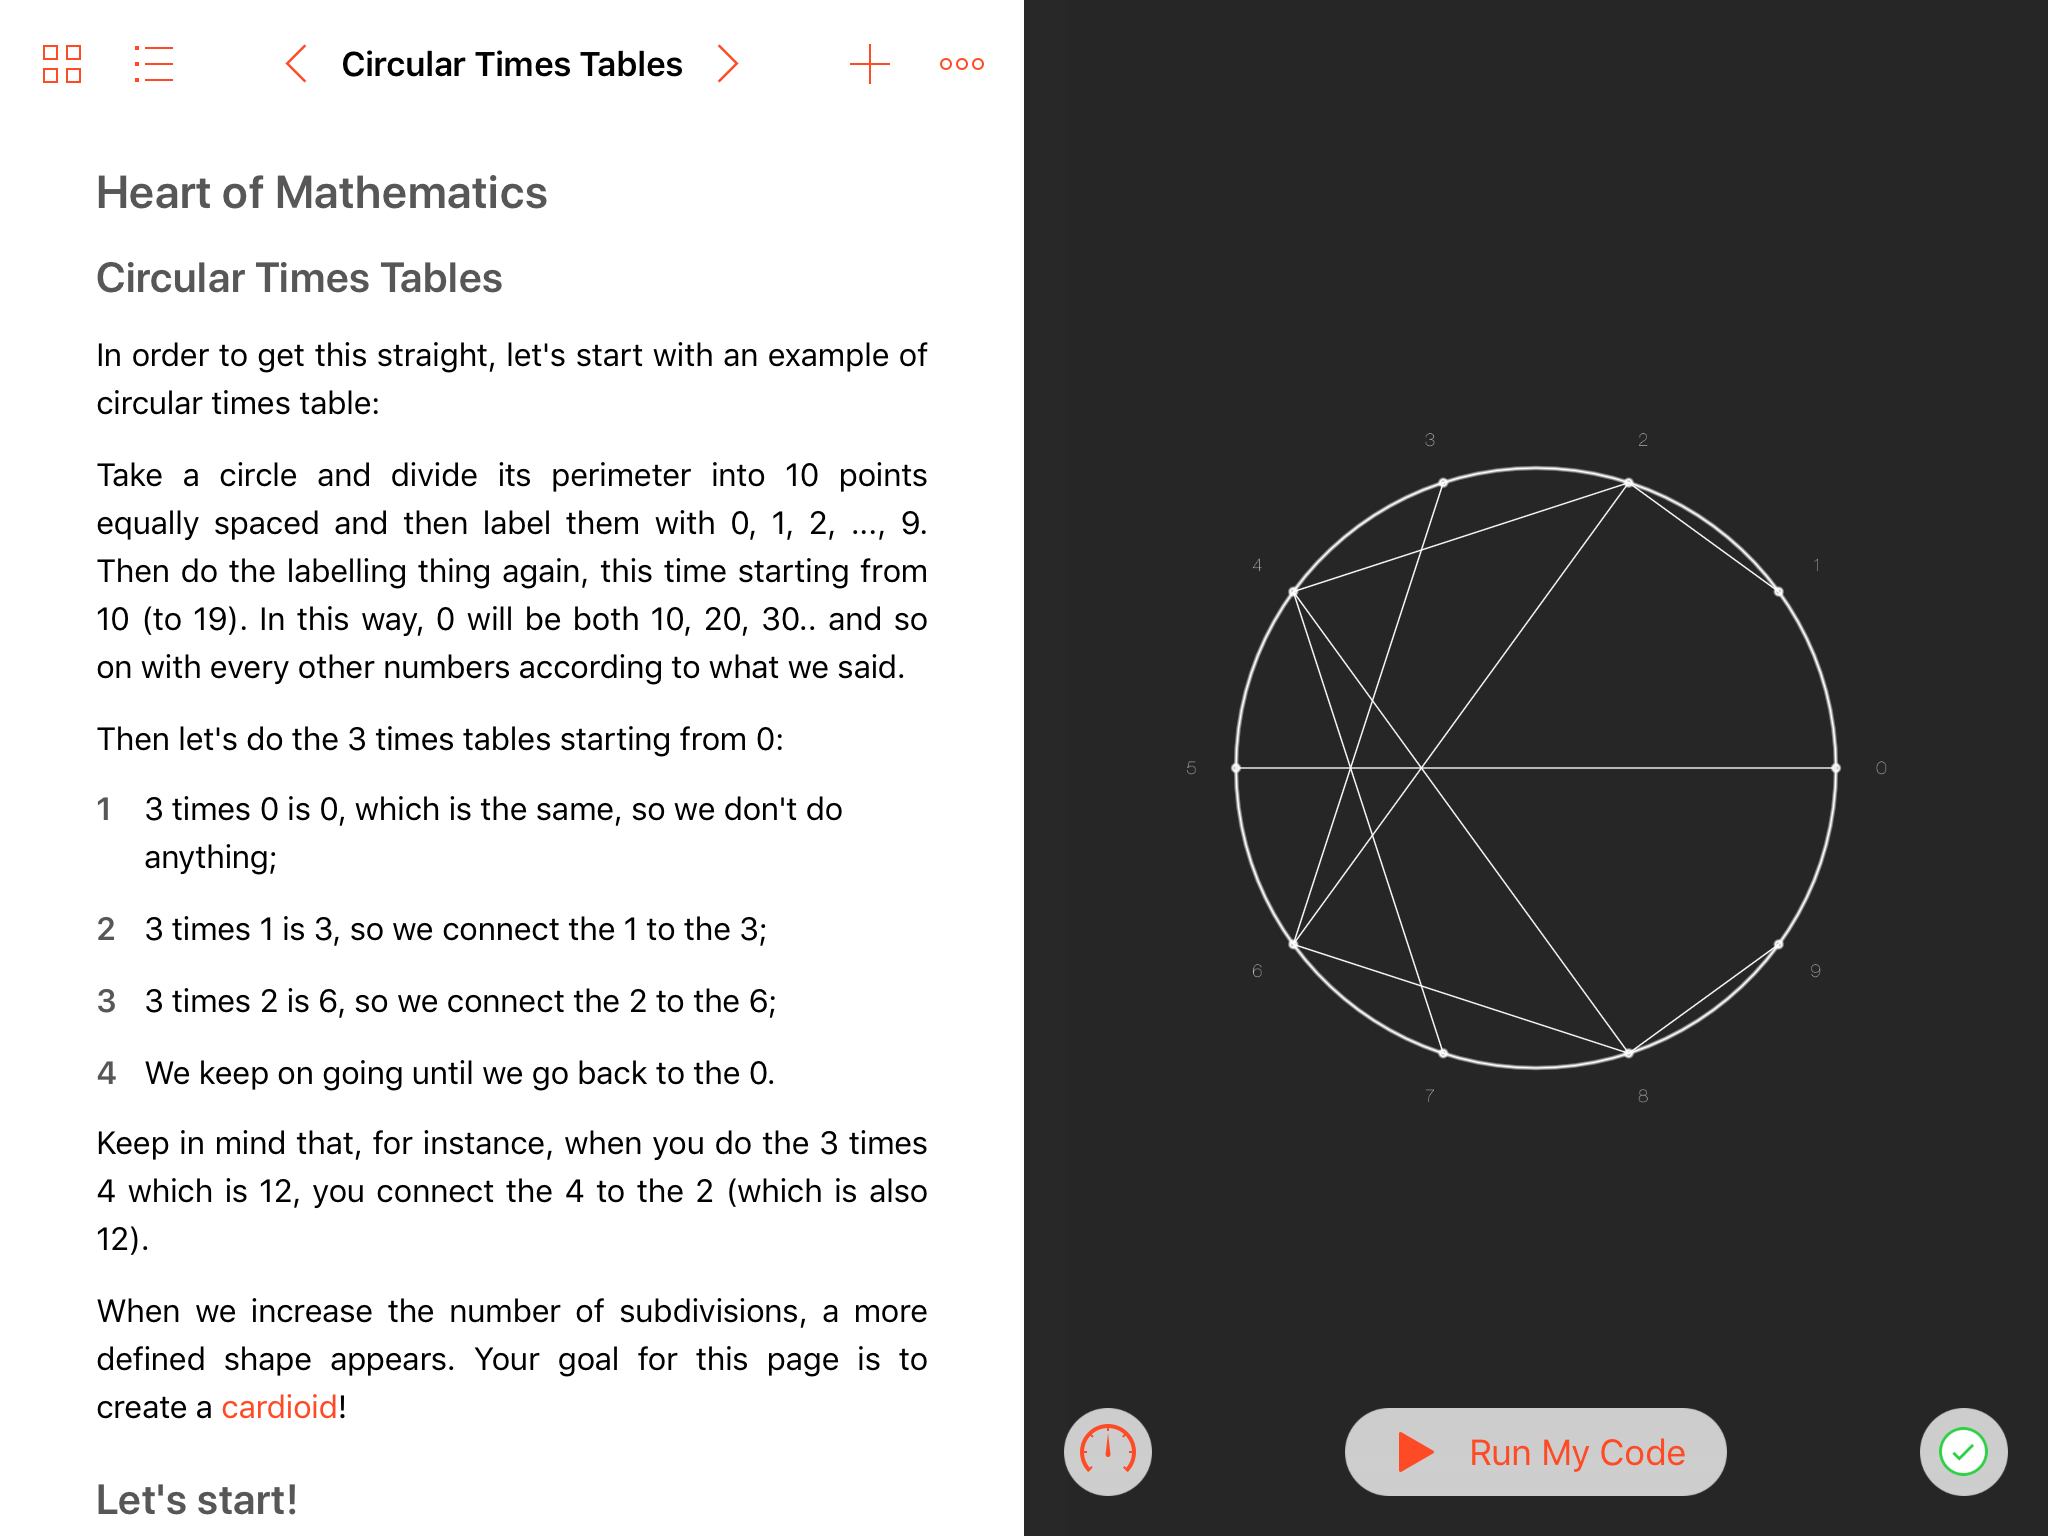 Circular Times Tables
Heart of Mathematics
Circular Times Tables
In order to get this straight, let's start with an example of
circular times table:
Take a circle and divide its perimeter into 10 points
equally spaced and then label them with 0, 1, 2, ..., 9.
Then do the labelling thing again, this time starting from
10 (to 19). In this way, 0 will be both 10, 20, 30.. and so
on with every other numbers according to what we said.
Then let's do the 3 times tables starting from 0:
1 3 times 0 is 0, which is the same, so we don't do
anything;
2 3 times 1 is 3, so we connect the 1 to the 3;
3 3 times 2 is 6, so we connect the 2 to the 6;
4 We keep on going until we go back to the 0.
Keep in mind that, for instance, when you do the 3 times
4 which is 12, you connect the 4 to the 2 (which is also
12).
When we increase the number of subdivisions, a more
defined shape appears. Your goal for this page is to
create a cardioid!
Let's start!
3 2
4 1
5 0
6 9
7 8
Run My Code